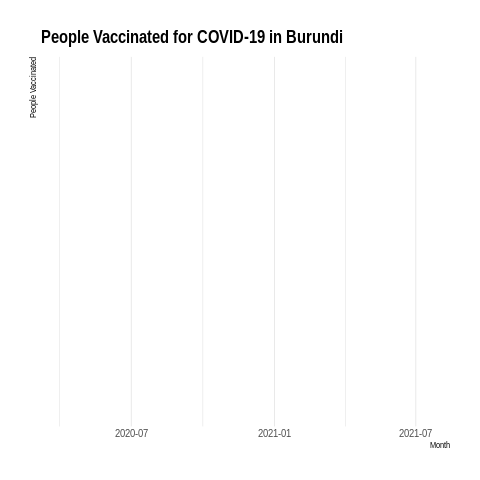 People Vaccinated for COVID-19 in Burundi
People Vaccinated
2020-07 2021-01 2021-07
Month